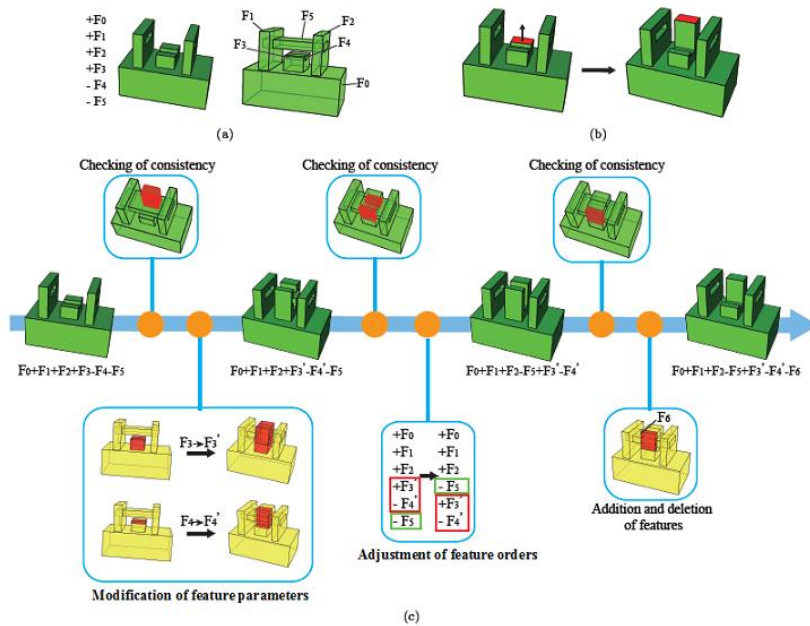 +F0
+F1
+F2
+F3
- F4
- F5
F1
F5
F2
F3
F4
F0
(a)
(b)
Checking of consistency
Checking of consistency
Checking of consistency
F0+F1+F2+F3-F4-F5
F0+F1+F2+F3'-F4'-F5
F0+F1+F2-F5+F3'-F4'
F0+F1+F2-F5+F3'-F4'-F6
F3→F3'
F4→F4'
Modification of feature parameters
+F0 +F0
+F1 +F1
+F2 +F2
+F3' - F5
- F4' +F3'
- F5 - F4'
Adjustment of feature orders
F6
Addition and deletion
of features
(c)